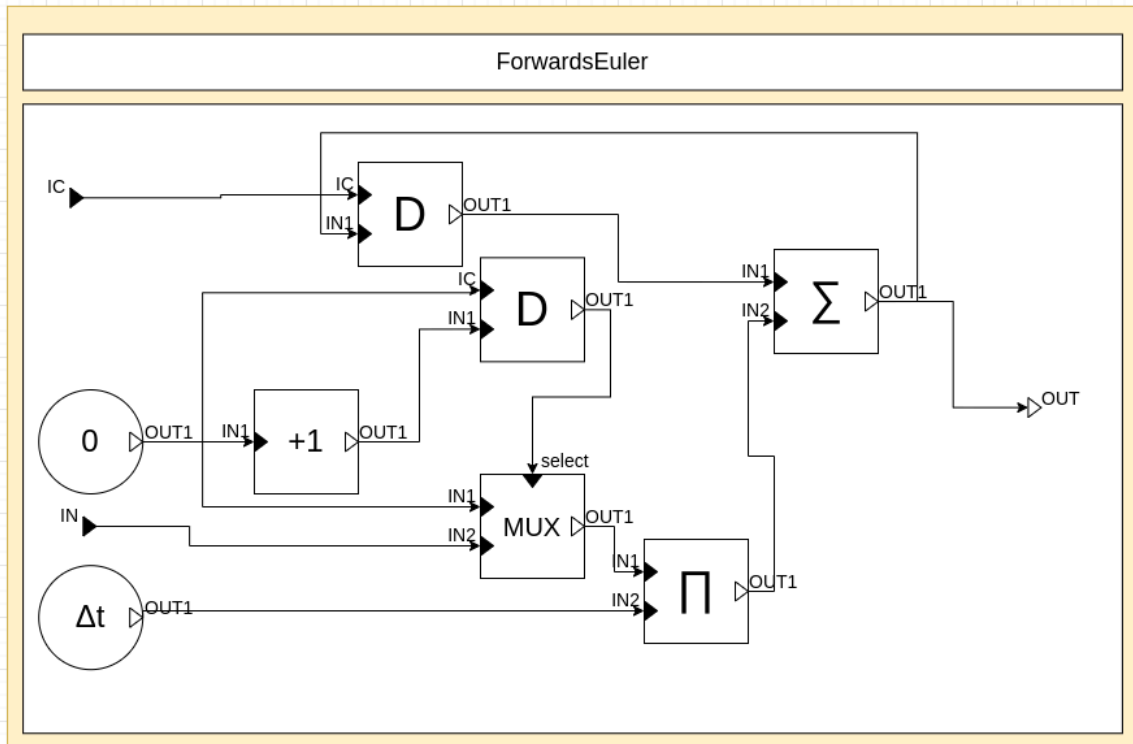 ForwardsEuler
IC
IC
IN1
D
OUT1
IC
IN1
D
OUT1
IN1
IN2
∑
OUT1
OUT
0
OUT1
IN1
+1
OUT1
select
IN
IN1
IN2
MUX
OUT1
Δt
OUT1
IN1
IN2
∏
OUT1